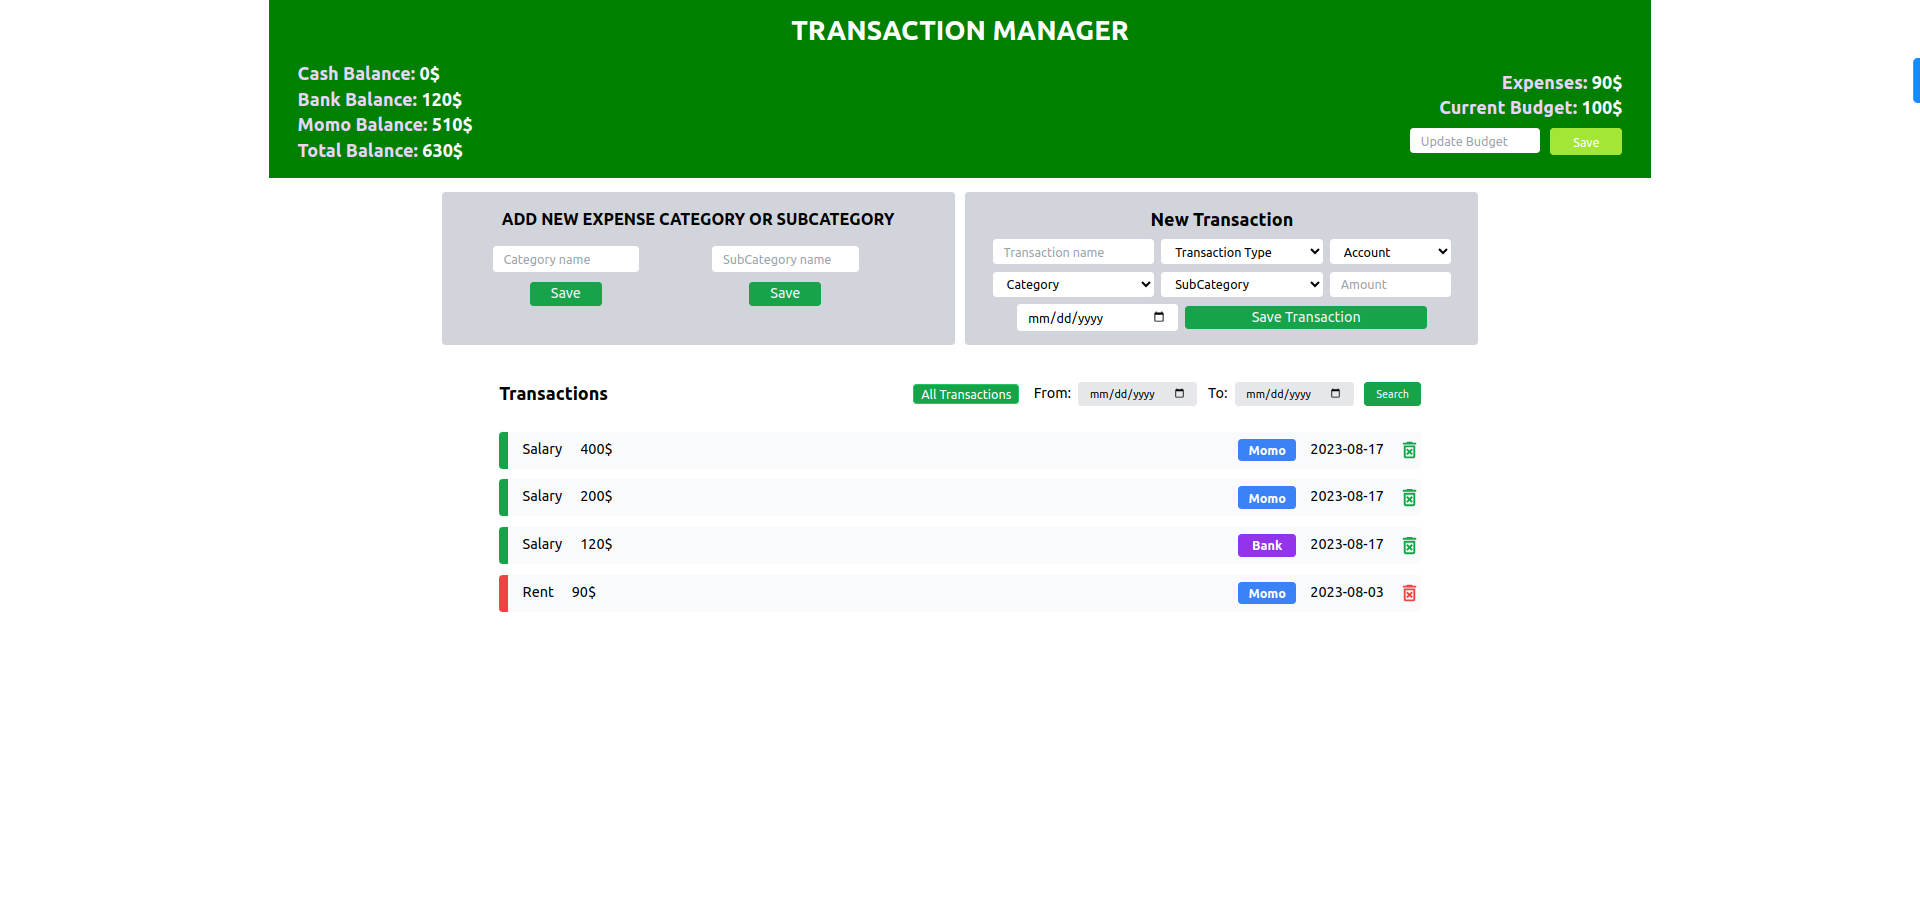 TRANSACTION MANAGER
Cash Balance: 0$
Bank Balance: 120$
Momo Balance: 510$
Total Balance: 630$
Expenses: 90$
Current Budget: 100$
Update Budget Save
ADD NEW EXPENSE CATEGORY OR SUBCATEGORY
Category name SubCategory name
Save Save
New Transaction
Transaction name Transaction Type Account
Category SubCategory Amount
mm/dd/yyyy Save Transaction
Transactions All Transactions From: mm/dd/yyyy To: mm/dd/yyyy Search
Salary 400$ Momo 2023-08-17
Salary 200$ Momo 2023-08-17
Salary 120$ Bank 2023-08-17
Rent 90$ Momo 2023-08-03